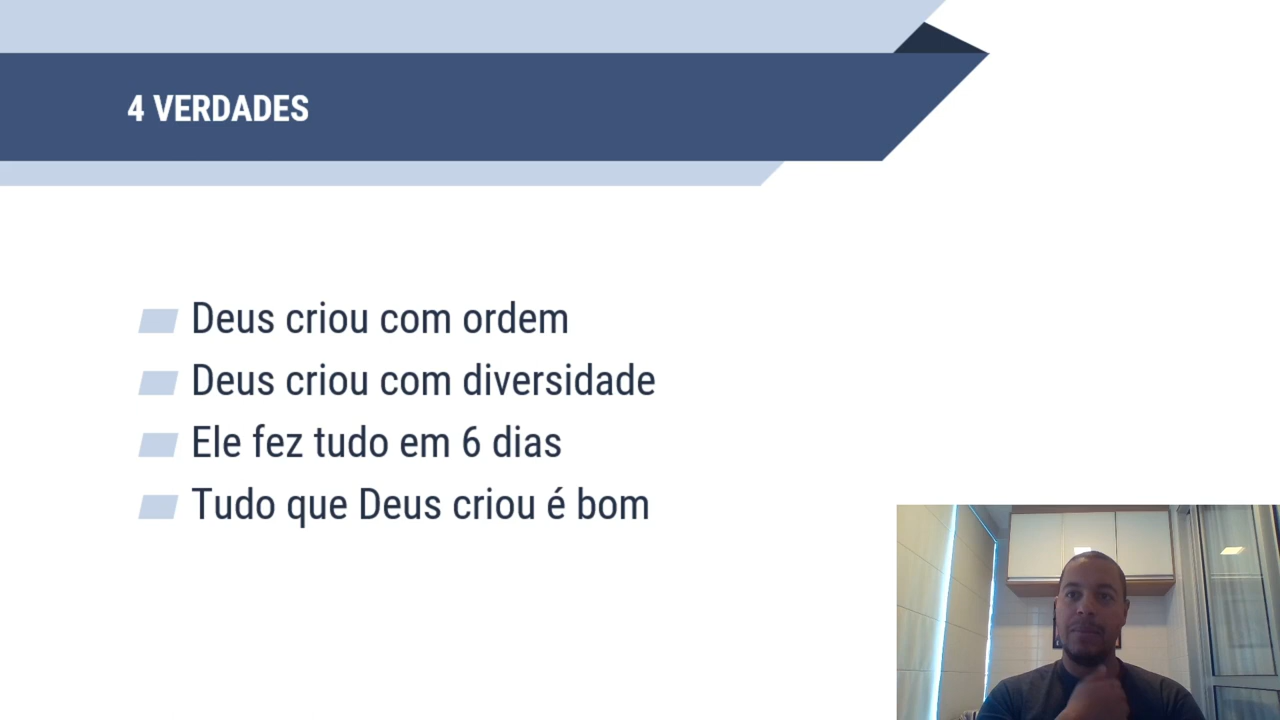 4 VERDADES
Deus criou com ordem
Deus criou com diversidade
Ele fez tudo em 6 dias
Tudo que Deus criou é bom